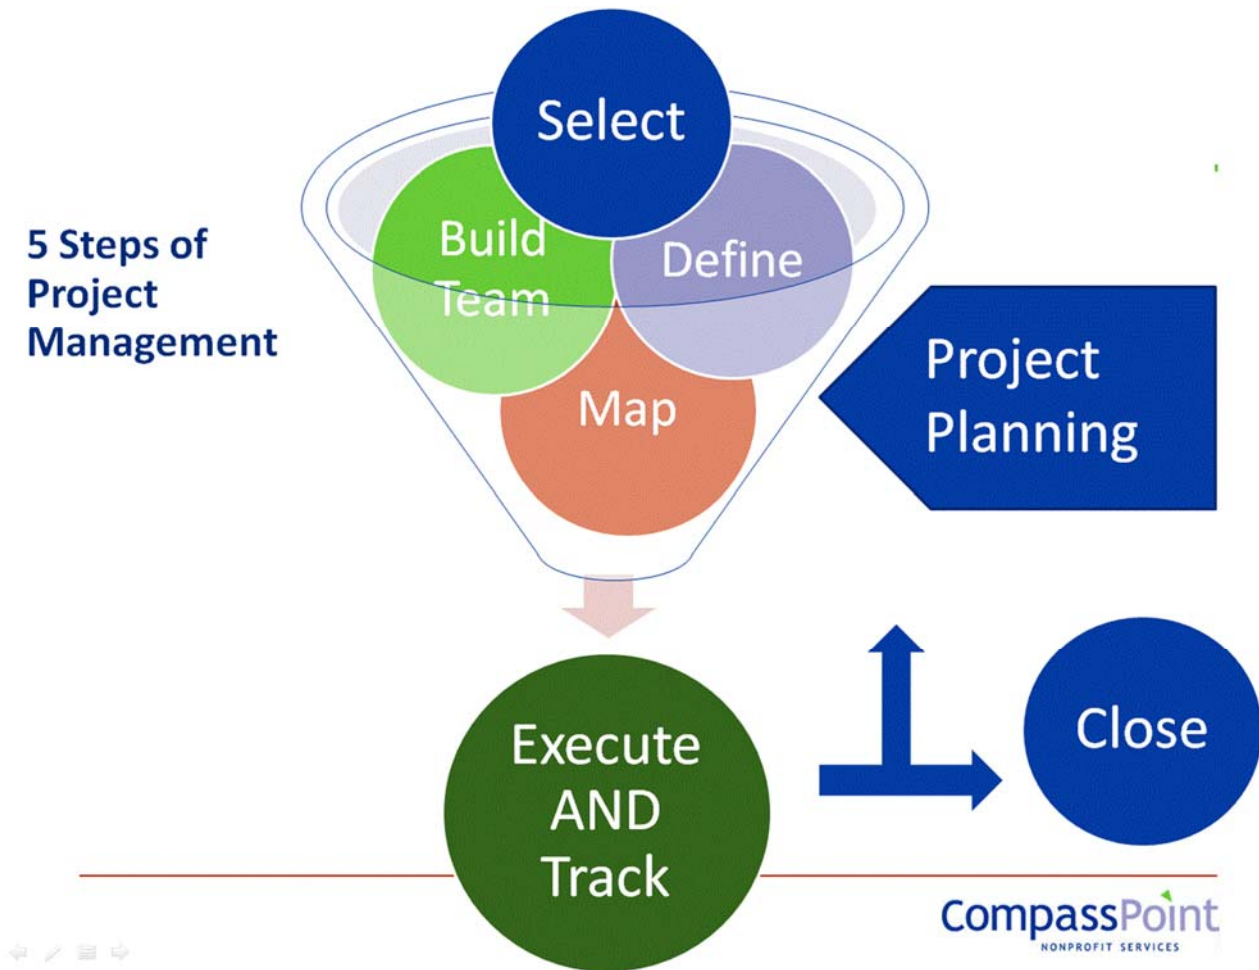 Select
Build
Team
Define
5 Steps of
Project
Management
Map
Project
Planning
Execute
AND
Track
Close
CompassPoint
NONPROFIT SERVICES